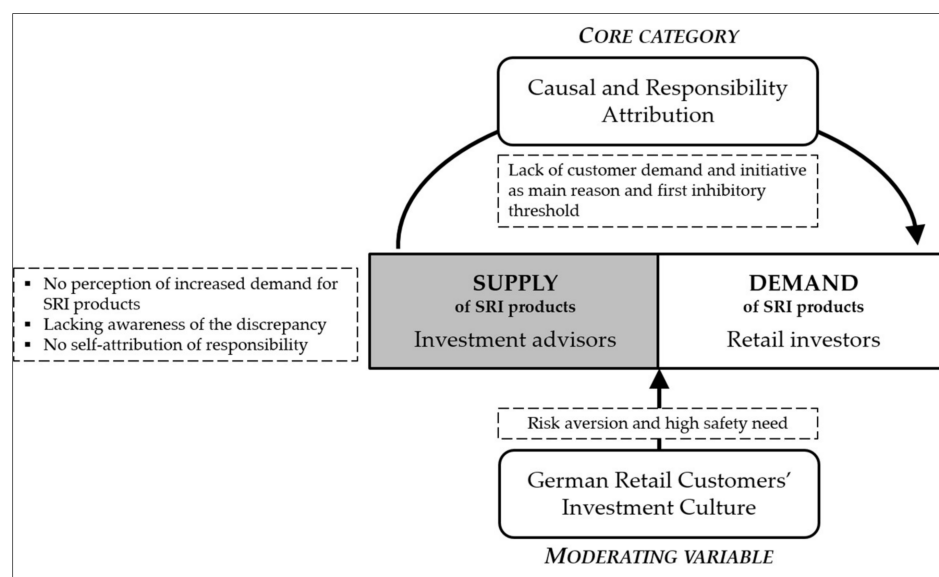 CORE CATEGORY
Causal and Responsibility
Attribution
Lack of customer demand and initiative
as main reason and first inhibitory
threshold
▪ No perception of increased demand for
SRI products
▪ Lacking awareness of the discrepancy
▪ No self-attribution of responsibility
SUPPLY
of SRI products
Investment advisors
DEMAND
of SRI products
Retail investors
Risk aversion and high safety need
German Retail Customers’
Investment Culture
MODERATING VARIABLE